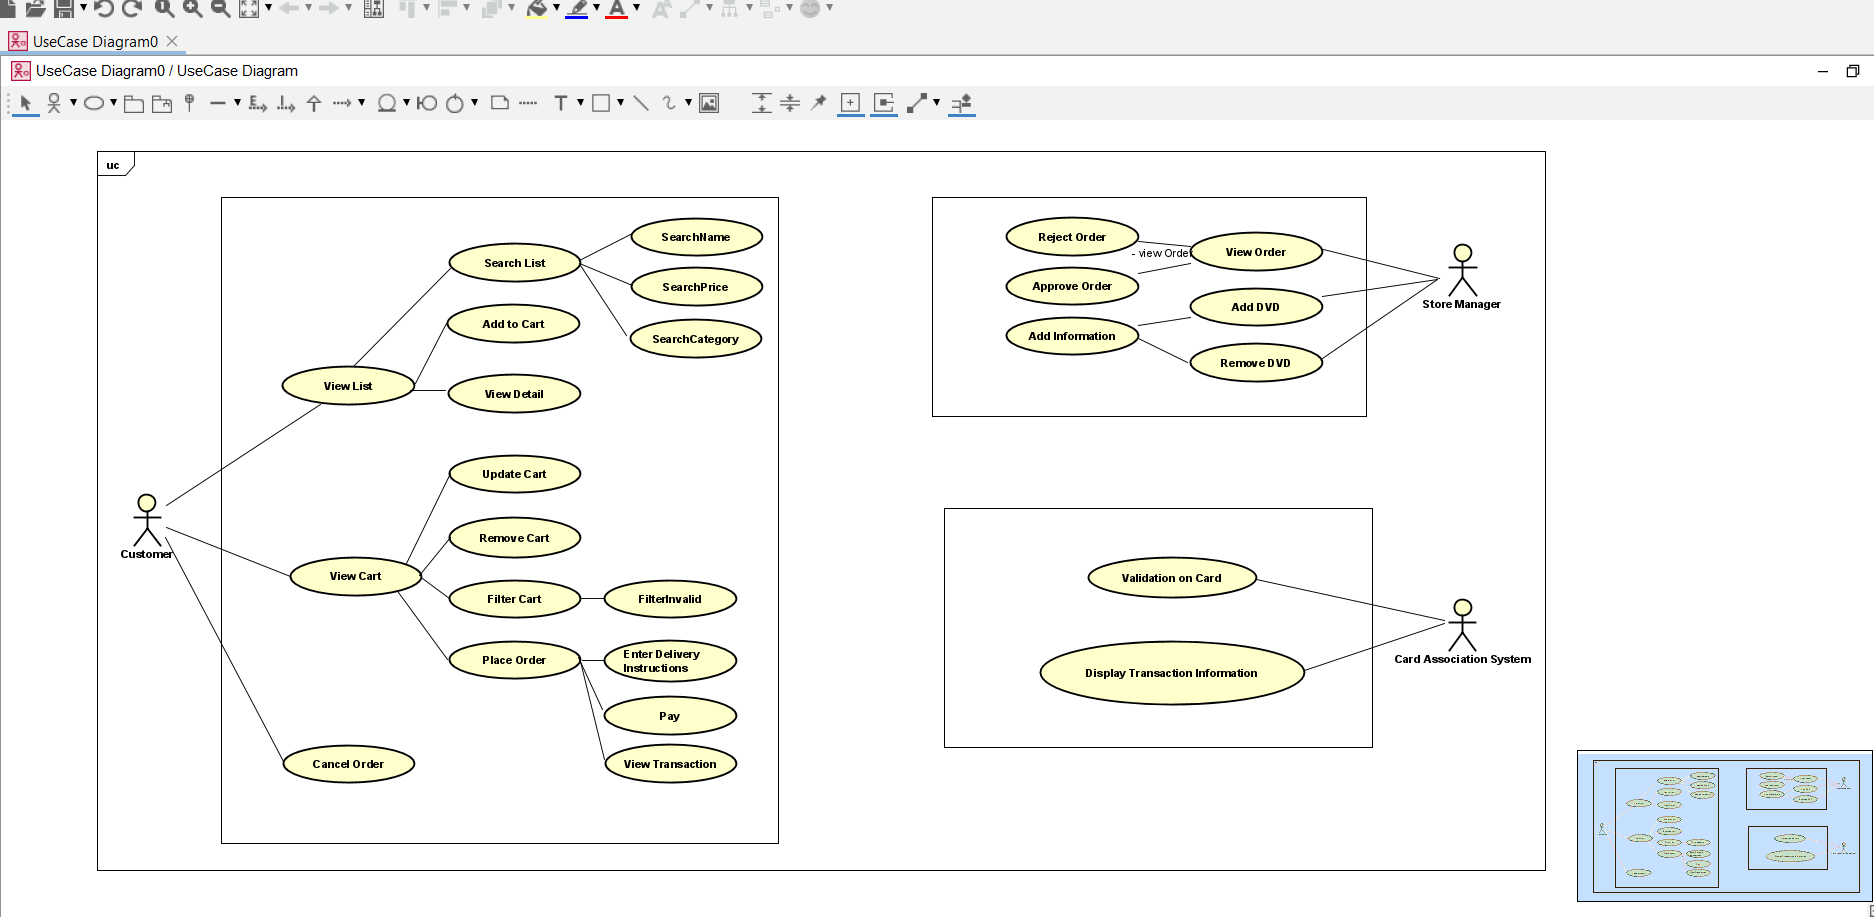 UseCase Diagram0
UseCase Diagram0 / UseCase Diagram
uc
SearchName
Search List
SearchPrice
Add to Cart
SearchCategory
View List
View Detail
Update Cart
Customer
Remove Cart
View Cart
Filter Cart
FilterInvalid
Place Order
Enter Delivery
Instructions
Pay
Cancel Order
View Transaction
Reject Order
- view Order
View Order
Approve Order
Add DVD
Store Manager
Add Information
Remove DVD
Validation on Card
Card Association System
Display Transaction Information